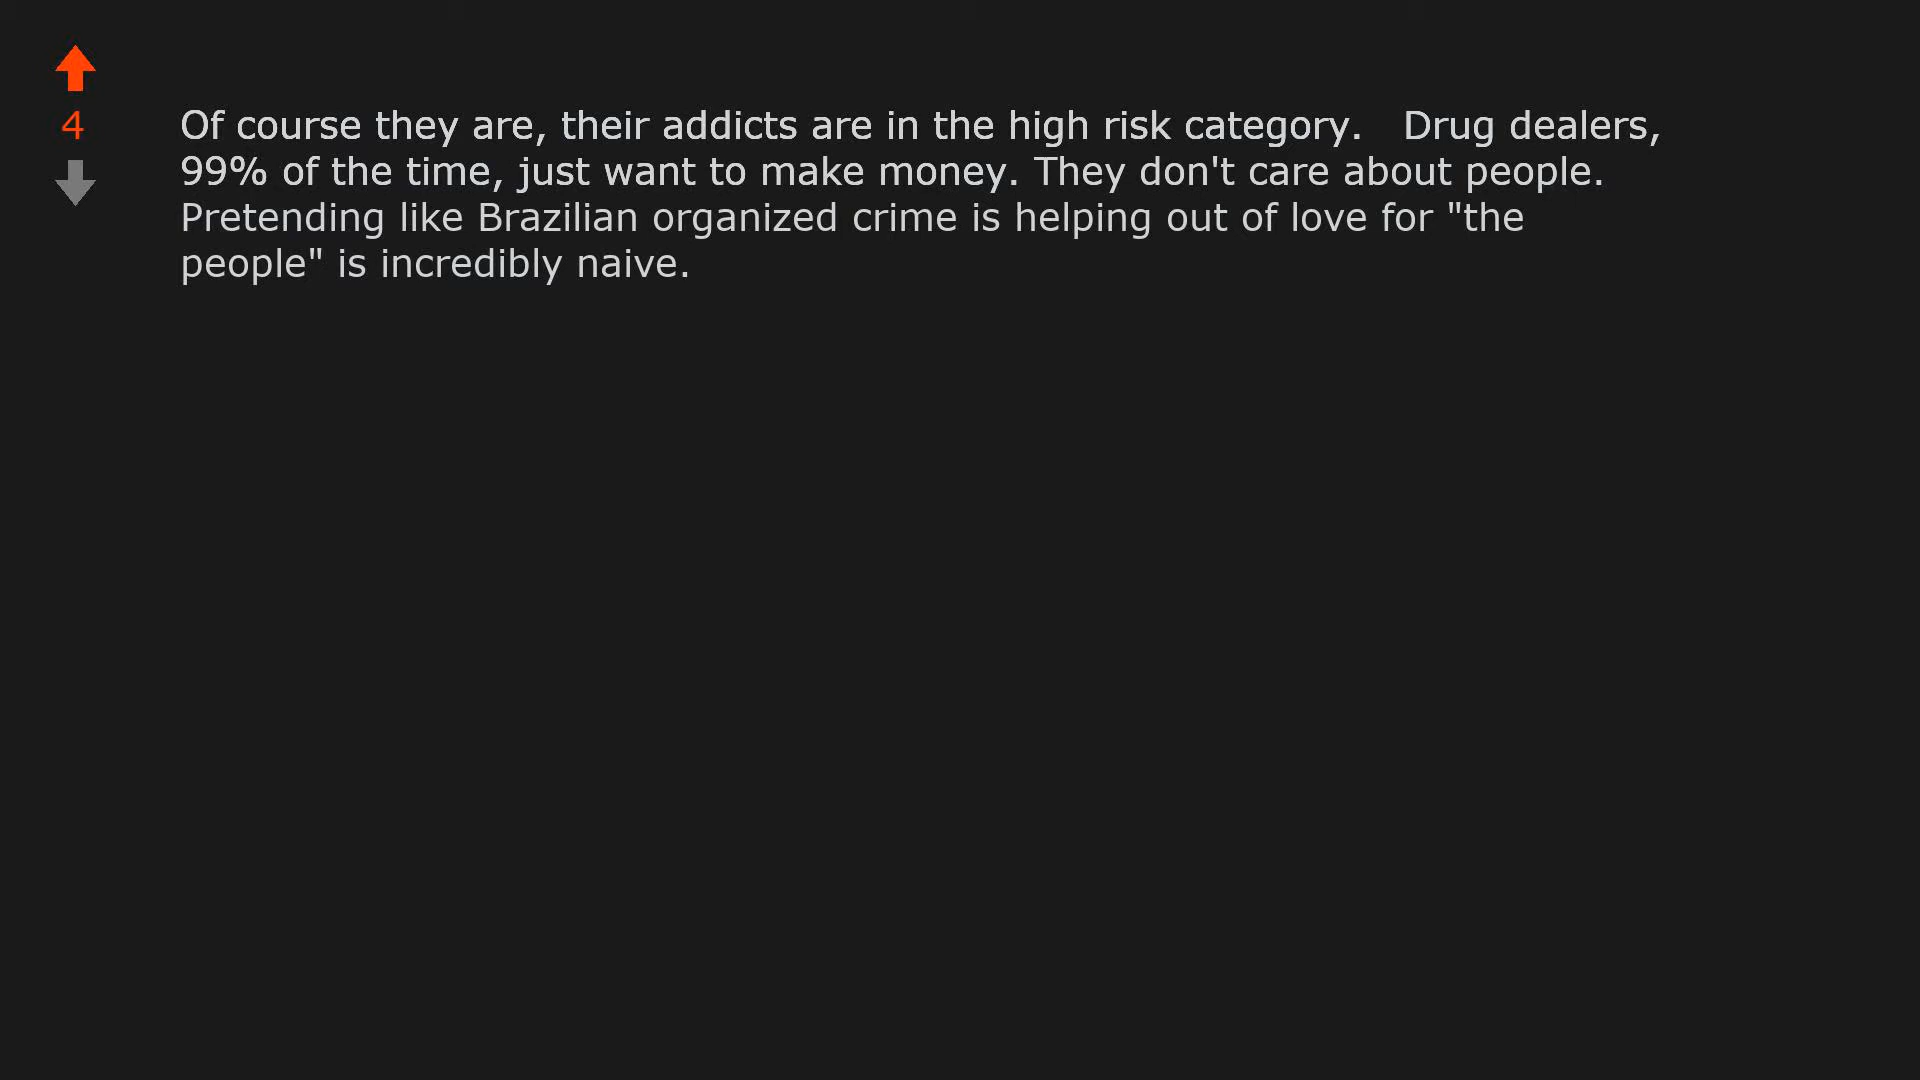 4
Of course they are, their addicts are in the high risk category.   Drug dealers,
99% of the time, just want to make money. They don't care about people.
Pretending like Brazilian organized crime is helping out of love for "the
people" is incredibly naive.